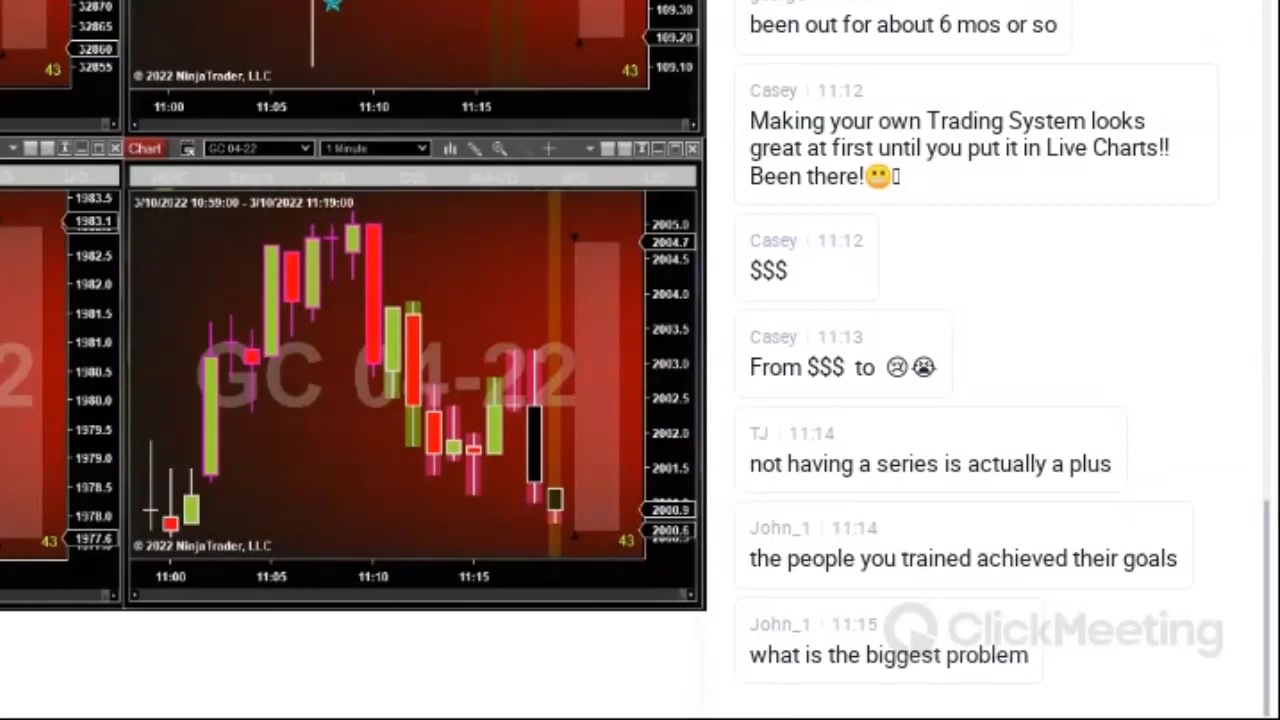 32870
32865
32860
32855
43
109.30
109.20
109.10
43
© 2022 NinjaTrader, LLC
11:00 11:05 11:10 11:15
Chart GC 04-22 1 Minute
1983.5
1983.1
1982.5
1982.0
1981.5
1981.0
1980.5
1980.0
1979.5
1979.0
1978.5
1978.0
1977.6
43
2
3/10/2022 10:59:00 - 3/10/2022 11:19:00
GC 04-22
2005.0
2004.7
2004.5
2004.0
2003.5
2003.0
2002.5
2002.0
2001.5
2000.9
2000.6
43
© 2022 NinjaTrader, LLC
11:00 11:05 11:10 11:15
been out for about 6 mos or so
Casey 11:12
Making your own Trading System looks
great at first until you put it in Live Charts!!
Been there!😬
Casey 11:12
$$$
Casey 11:13
From $$$ to 😢😭
TJ 11:14
not having a series is actually a plus
John_1 11:14
the people you trained achieved their goals
John_1 11:15
what is the biggest problem
ClickMeeting